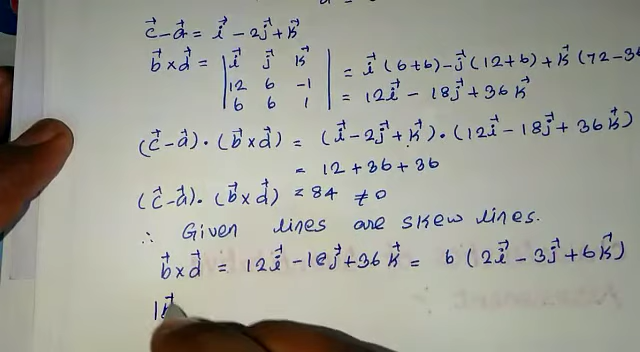 c⃗ - a⃗ = i⃗ - 2j⃗ + k⃗
b⃗ × d⃗ = | i⃗ j⃗ k⃗ | = i⃗ (6+6) - j⃗ (12+6) + k⃗ (72-36
12 6 -1 = 12i⃗ - 18j⃗ + 36k⃗
6 6 1
(c⃗ - a⃗) · (b⃗ × d⃗) = (i⃗ - 2j⃗ + k⃗) · (12i⃗ - 18j⃗ + 36k⃗)
= 12 + 36 + 36
(c⃗ - a⃗) · (b⃗ × d⃗) = 84 ≠ 0
∴ Given lines are skew lines.
b⃗ × d⃗ = 12i⃗ - 18j⃗ + 36k⃗ = 6 (2i⃗ - 3j⃗ + 6k⃗)
|b⃗